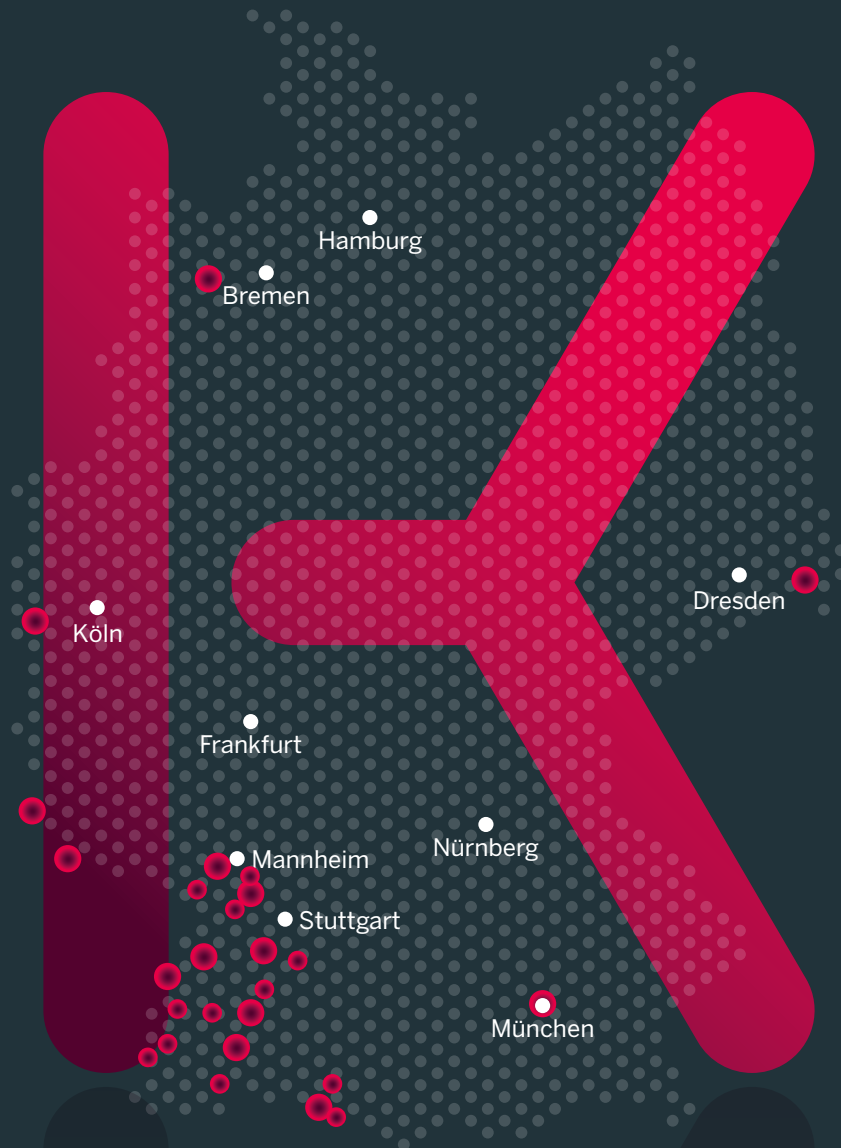 Hamburg
Bremen
Köln
Dresden
Frankfurt
Nürnberg
Mannheim
Stuttgart
München